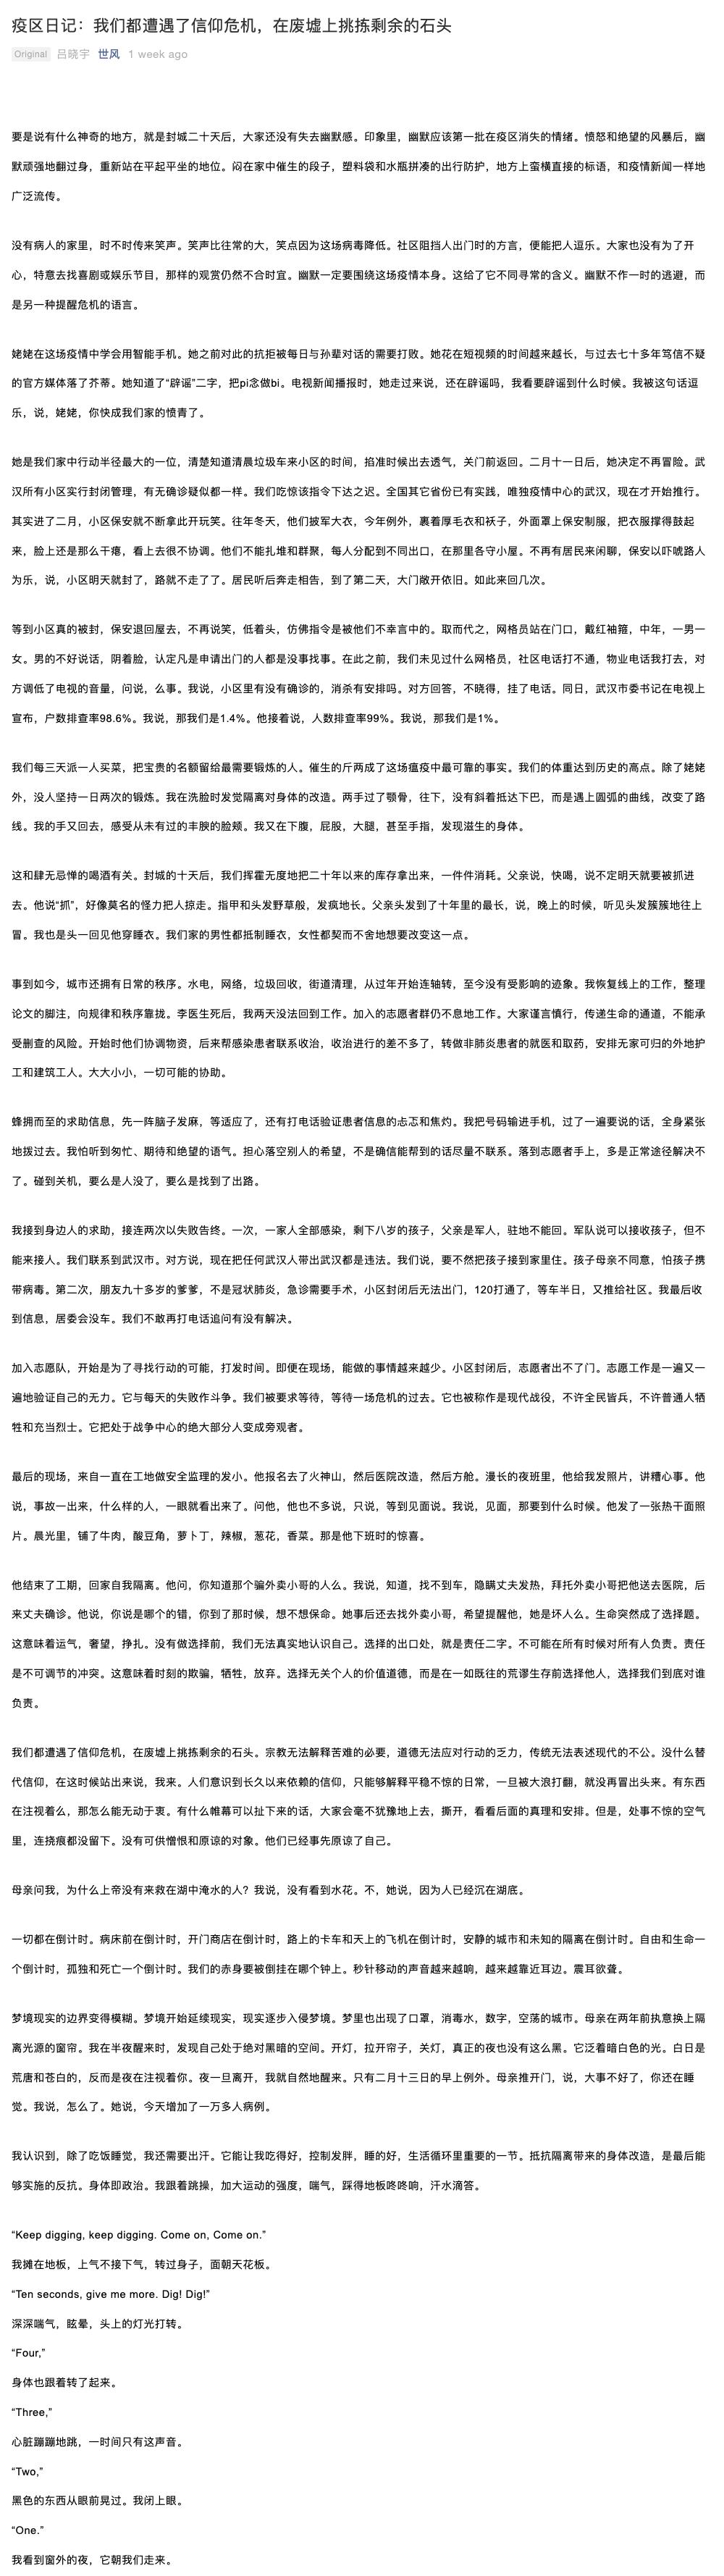 疫区日记：我们都遭遇了信仰危机，在废墟上挑拣剩余的石头
Original 吕晓宇 世风 1 week ago
要是说有什么神奇的地方，就是封城二十天后，大家还没有失去幽默感。印象里，幽默应该第一批在疫区消失的情绪。愤怒和绝望的风暴后，幽
默顽强地翻过身，重新站在平起平坐的地位。闷在家中催生的段子，塑料袋和水瓶拼凑的出行防护，地方上蛮横直接的标语，和疫情新闻一样地
广泛流传。
没有病人的家里，时不时传来笑声。笑声比往常的大，笑点因为这场病毒降低。社区阻挡人出门时的方言，便能把人逗乐。大家也没有为了开
心，特意去找喜剧或娱乐节目，那样的观赏仍然不合时宜。幽默一定要围绕这场疫情本身。这给了它不同寻常的含义。幽默不作一时的逃避，而
是另一种提醒危机的语言。
姥姥在这场疫情中学会用智能手机。她之前对此的抗拒被每日与孙辈对话的需要打败。她花在短视频的时间越来越长，与过去七十多年笃信不疑
的官方媒体落了芥蒂。她知道了“辟谣”二字，把pi念做bi。电视新闻播报时，她走过来说，还在辟谣吗，我看要辟谣到什么时候。我被这句话逗
乐，说，姥姥，你快成我们家的愤青了。
她是我们家中行动半径最大的一位，清楚知道清晨垃圾车来小区的时间，掐准时候出去透气，关门前返回。二月十一日后，她决定不再冒险。武
汉所有小区实行封闭管理，有无确诊疑似都一样。我们吃惊该指令下达之迟。全国其它省份已有实践，唯独疫情中心的武汉，现在才开始推行。
其实进了二月，小区保安就不断拿此开玩笑。往年冬天，他们披军大衣，今年例外，裹着厚毛衣和袄子，外面罩上保安制服，把衣服撑得鼓起
来，脸上还是那么干瘪，看上去很不协调。他们不能扎堆和群聚，每人分配到不同出口，在那里各守小屋。不再有居民来闲聊，保安以吓唬路人
为乐，说，小区明天就封了，路就不走了了。居民听后奔走相告，到了第二天，大门敞开依旧。如此来回几次。
等到小区真的被封，保安退回屋去，不再说笑，低着头，仿佛指令是被他们不幸言中的。取而代之，网格员站在门口，戴红袖箍，中年，一男一
女。男的不好说话，阴着脸，认定凡是申请出门的人都是没事找事。在此之前，我们未见过什么网格员，社区电话打不通，物业电话我打去，对
方调低了电视的音量，问说，么事。我说，小区里有没有确诊的，消杀有安排吗。对方回答，不晓得，挂了电话。同日，武汉市委书记在电视上
宣布，户数排查率98.6%。我说，那我们是1.4%。他接着说，人数排查率99%。我说，那我们是1%。
我们每三天派一人买菜，把宝贵的名额留给最需要锻炼的人。催生的斤两成了这场瘟疫中最可靠的事实。我们的体重达到历史的高点。除了姥姥
外，没人坚持一日两次的锻炼。我在洗脸时发觉隔离对身体的改造。两手过了颚骨，往下，没有斜着抵达下巴，而是遇上圆弧的曲线，改变了路
线。我的手又回去，感受从未有过的丰腴的脸颊。我又在下腹，屁股，大腿，甚至手指，发现滋生的身体。
这和肆无忌惮的喝酒有关。封城的十天后，我们挥霍无度地把二十年以来的库存拿出来，一件件消耗。父亲说，快喝，说不定明天就要被抓进
去。他说“抓”，好像莫名的怪力把人掠走。指甲和头发野草般，发疯地长。父亲头发到了十年里的最长，说，晚上的时候，听见头发簇簇地往上
冒。我也是头一回见他穿睡衣。我们家的男性都抵制睡衣，女性都契而不舍地想要改变这一点。
事到如今，城市还拥有日常的秩序。水电，网络，垃圾回收，街道清理，从过年开始连轴转，至今没有受影响的迹象。我恢复线上的工作，整理
论文的脚注，向规律和秩序靠拢。李医生死后，我两天没法回到工作。加入的志愿者群仍不息地工作。大家谨言慎行，传递生命的通道，不能承
受删查的风险。开始时他们协调物资，后来帮感染患者联系收治，收治进行的差不多了，转做非肺炎患者的就医和取药，安排无家可归的外地护
工和建筑工人。大大小小，一切可能的协助。
蜂拥而至的求助信息，先一阵脑子发麻，等适应了，还有打电话验证患者信息的忐忑和焦灼。我把号码输进手机，过了一遍要说的话，全身紧张
地拨过去。我怕听到匆忙、期待和绝望的语气。担心落空别人的希望，不是确信能帮到的话尽量不联系。落到志愿者手上，多是正常途径解决不
了。碰到关机，要么是人没了，要么是找到了出路。
我接到身边人的求助，接连两次以失败告终。一次，一家人全部感染，剩下八岁的孩子，父亲是军人，驻地不能回。军队说可以接收孩子，但不
能来接人。我们联系到武汉市。对方说，现在把任何武汉人带出武汉都是违法。我们说，要不然把孩子接到家里住。孩子母亲不同意，怕孩子携
带病毒。第二次，朋友九十多岁的爹爹，不是冠状肺炎，急诊需要手术，小区封闭后无法出门，120打通了，等车半日，又推给社区。我最后收
到信息，居委会没车。我们不敢再打电话追问有没有解决。
加入志愿队，开始是为了寻找行动的可能，打发时间。即便在现场，能做的事情越来越少。小区封闭后，志愿者出不了门。志愿工作是一遍又一
遍地验证自己的无力。它与每天的失败作斗争。我们被要求等待，等待一场危机的过去。它也被称作是现代战役，不许全民皆兵，不许普通人牺
牲和充当烈士。它把处于战争中心的绝大部分人变成旁观者。
最后的现场，来自一直在工地做安全监理的发小。他报名去了火神山，然后医院改造，然后方舱。漫长的夜班里，他给我发照片，讲糟心事。他
说，事故一出来，什么样的人，一眼就看出来了。问他，他也不多说，只说，等到见面说。我说，见面，那要到什么时候。他发了一张热干面照
片。晨光里，铺了牛肉，酸豆角，萝卜丁，辣椒，葱花，香菜。那是他下班时的惊喜。
他结束了工期，回家自我隔离。他问，你知道那个骗外卖小哥的人么。我说，知道，找不到车，隐瞒丈夫发热，拜托外卖小哥把他送去医院，后
来丈夫确诊。他说，你说是哪个的错，你到了那时候，想不想保命。她事后还去找外卖小哥，希望提醒他，她是坏人么。生命突然成了选择题。
这意味着运气，奢望，挣扎。没有做选择前，我们无法真实地认识自己。选择的出口处，就是责任二字。不可能在所有时候对所有人负责。责任
是不可调节的冲突。这意味着时刻的欺骗，牺牲，放弃。选择无关个人的价值道德，而是在一如既往的荒谬生存前选择他人，选择我们到底对谁
负责。
我们都遭遇了信仰危机，在废墟上挑拣剩余的石头。宗教无法解释苦难的必要，道德无法应对行动的乏力，传统无法表述现代的不公。没什么替
代信仰，在这时候站出来说，我来。人们意识到长久以来依赖的信仰，只能够解释平稳不惊的日常，一旦被大浪打翻，就没再冒出头来。有东西
在注视着么，那怎么能无动于衷。有什么帷幕可以扯下来的话，大家会毫不犹豫地上去，撕开，看看后面的真理和安排。但是，处事不惊的空气
里，连挠痕都没留下。没有可供憎恨和原谅的对象。他们已经事先原谅了自己。
母亲问我，为什么上帝没有来救在湖中淹水的人？我说，没有看到水花。不，她说，因为人已经沉在湖底。
一切都在倒计时。病床前在倒计时，开门商店在倒计时，路上的卡车和天上的飞机在倒计时，安静的城市和未知的隔离在倒计时。自由和生命一
个倒计时，孤独和死亡一个倒计时。我们的赤身要被倒挂在哪个钟上。秒针移动的声音越来越响，越来越靠近耳边。震耳欲聋。
梦境现实的边界变得模糊。梦境开始延续现实，现实逐步入侵梦境。梦里也出现了口罩，消毒水，数字，空荡的城市。母亲在两年前执意换上隔
离光源的窗帘。我在半夜醒来时，发现自己处于绝对黑暗的空间。开灯，拉开帘子，关灯，真正的夜也没有这么黑。它泛着暗白色的光。白日是
荒唐和苍白的，反而是夜在注视着你。夜一旦离开，我就自然地醒来。只有二月十三日的早上例外。母亲推开门，说，大事不好了，你还在睡
觉。我说，怎么了。她说，今天增加了一万多人病例。
我认识到，除了吃饭睡觉，我还需要出汗。它能让我吃得好，控制发胖，睡的好，生活循环里重要的一节。抵抗隔离带来的身体改造，是最后能
够实施的反抗。身体即政治。我跟着跳操，加大运动的强度，喘气，踩得地板咚咚响，汗水滴答。
“Keep digging, keep digging. Come on, Come on.”
我摊在地板，上气不接下气，转过身子，面朝天花板。
“Ten seconds, give me more. Dig! Dig!”
深深喘气，眩晕，头上的灯光打转。
“Four,”
身体也跟着转了起来。
“Three,”
心脏蹦蹦地跳，一时间只有这声音。
“Two,”
黑色的东西从眼前晃过。我闭上眼。
“One.”
我看到窗外的夜，它朝我们走来。